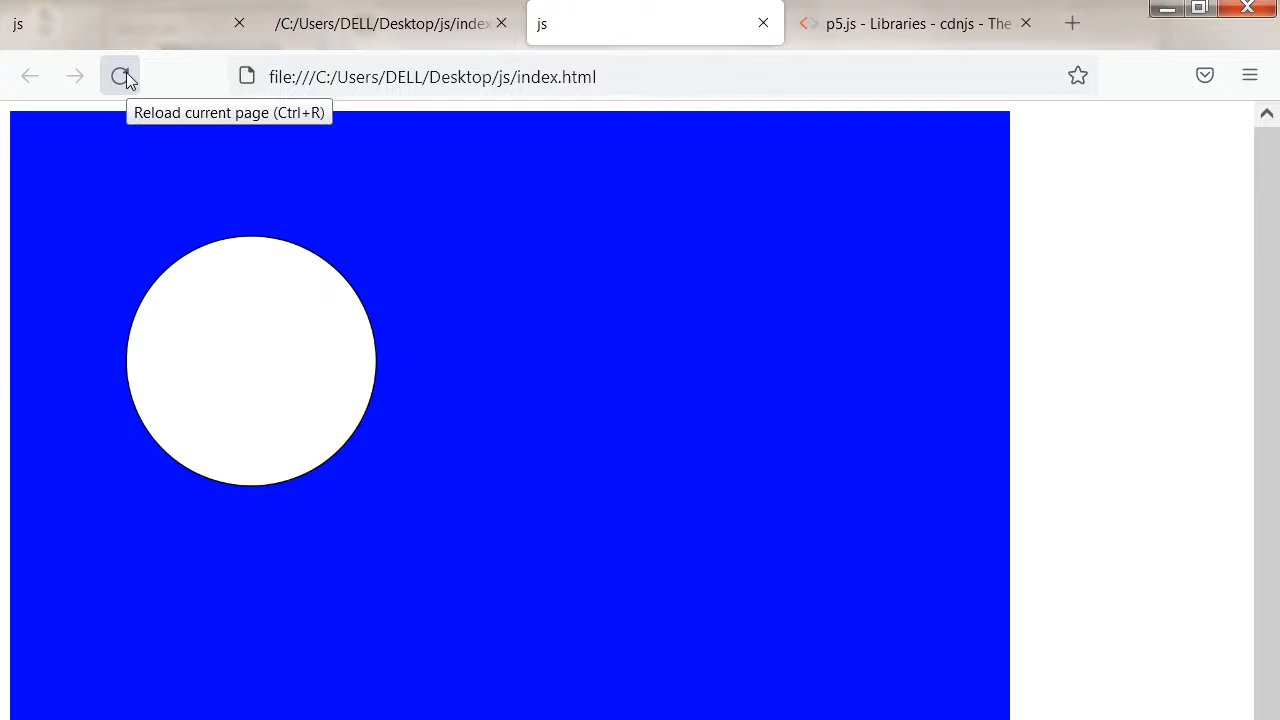 js
/C:/Users/DELL/Desktop/js/index
js
p5.js - Libraries - cdnjs - The
file:///C:/Users/DELL/Desktop/js/index.html
Reload current page (Ctrl+R)